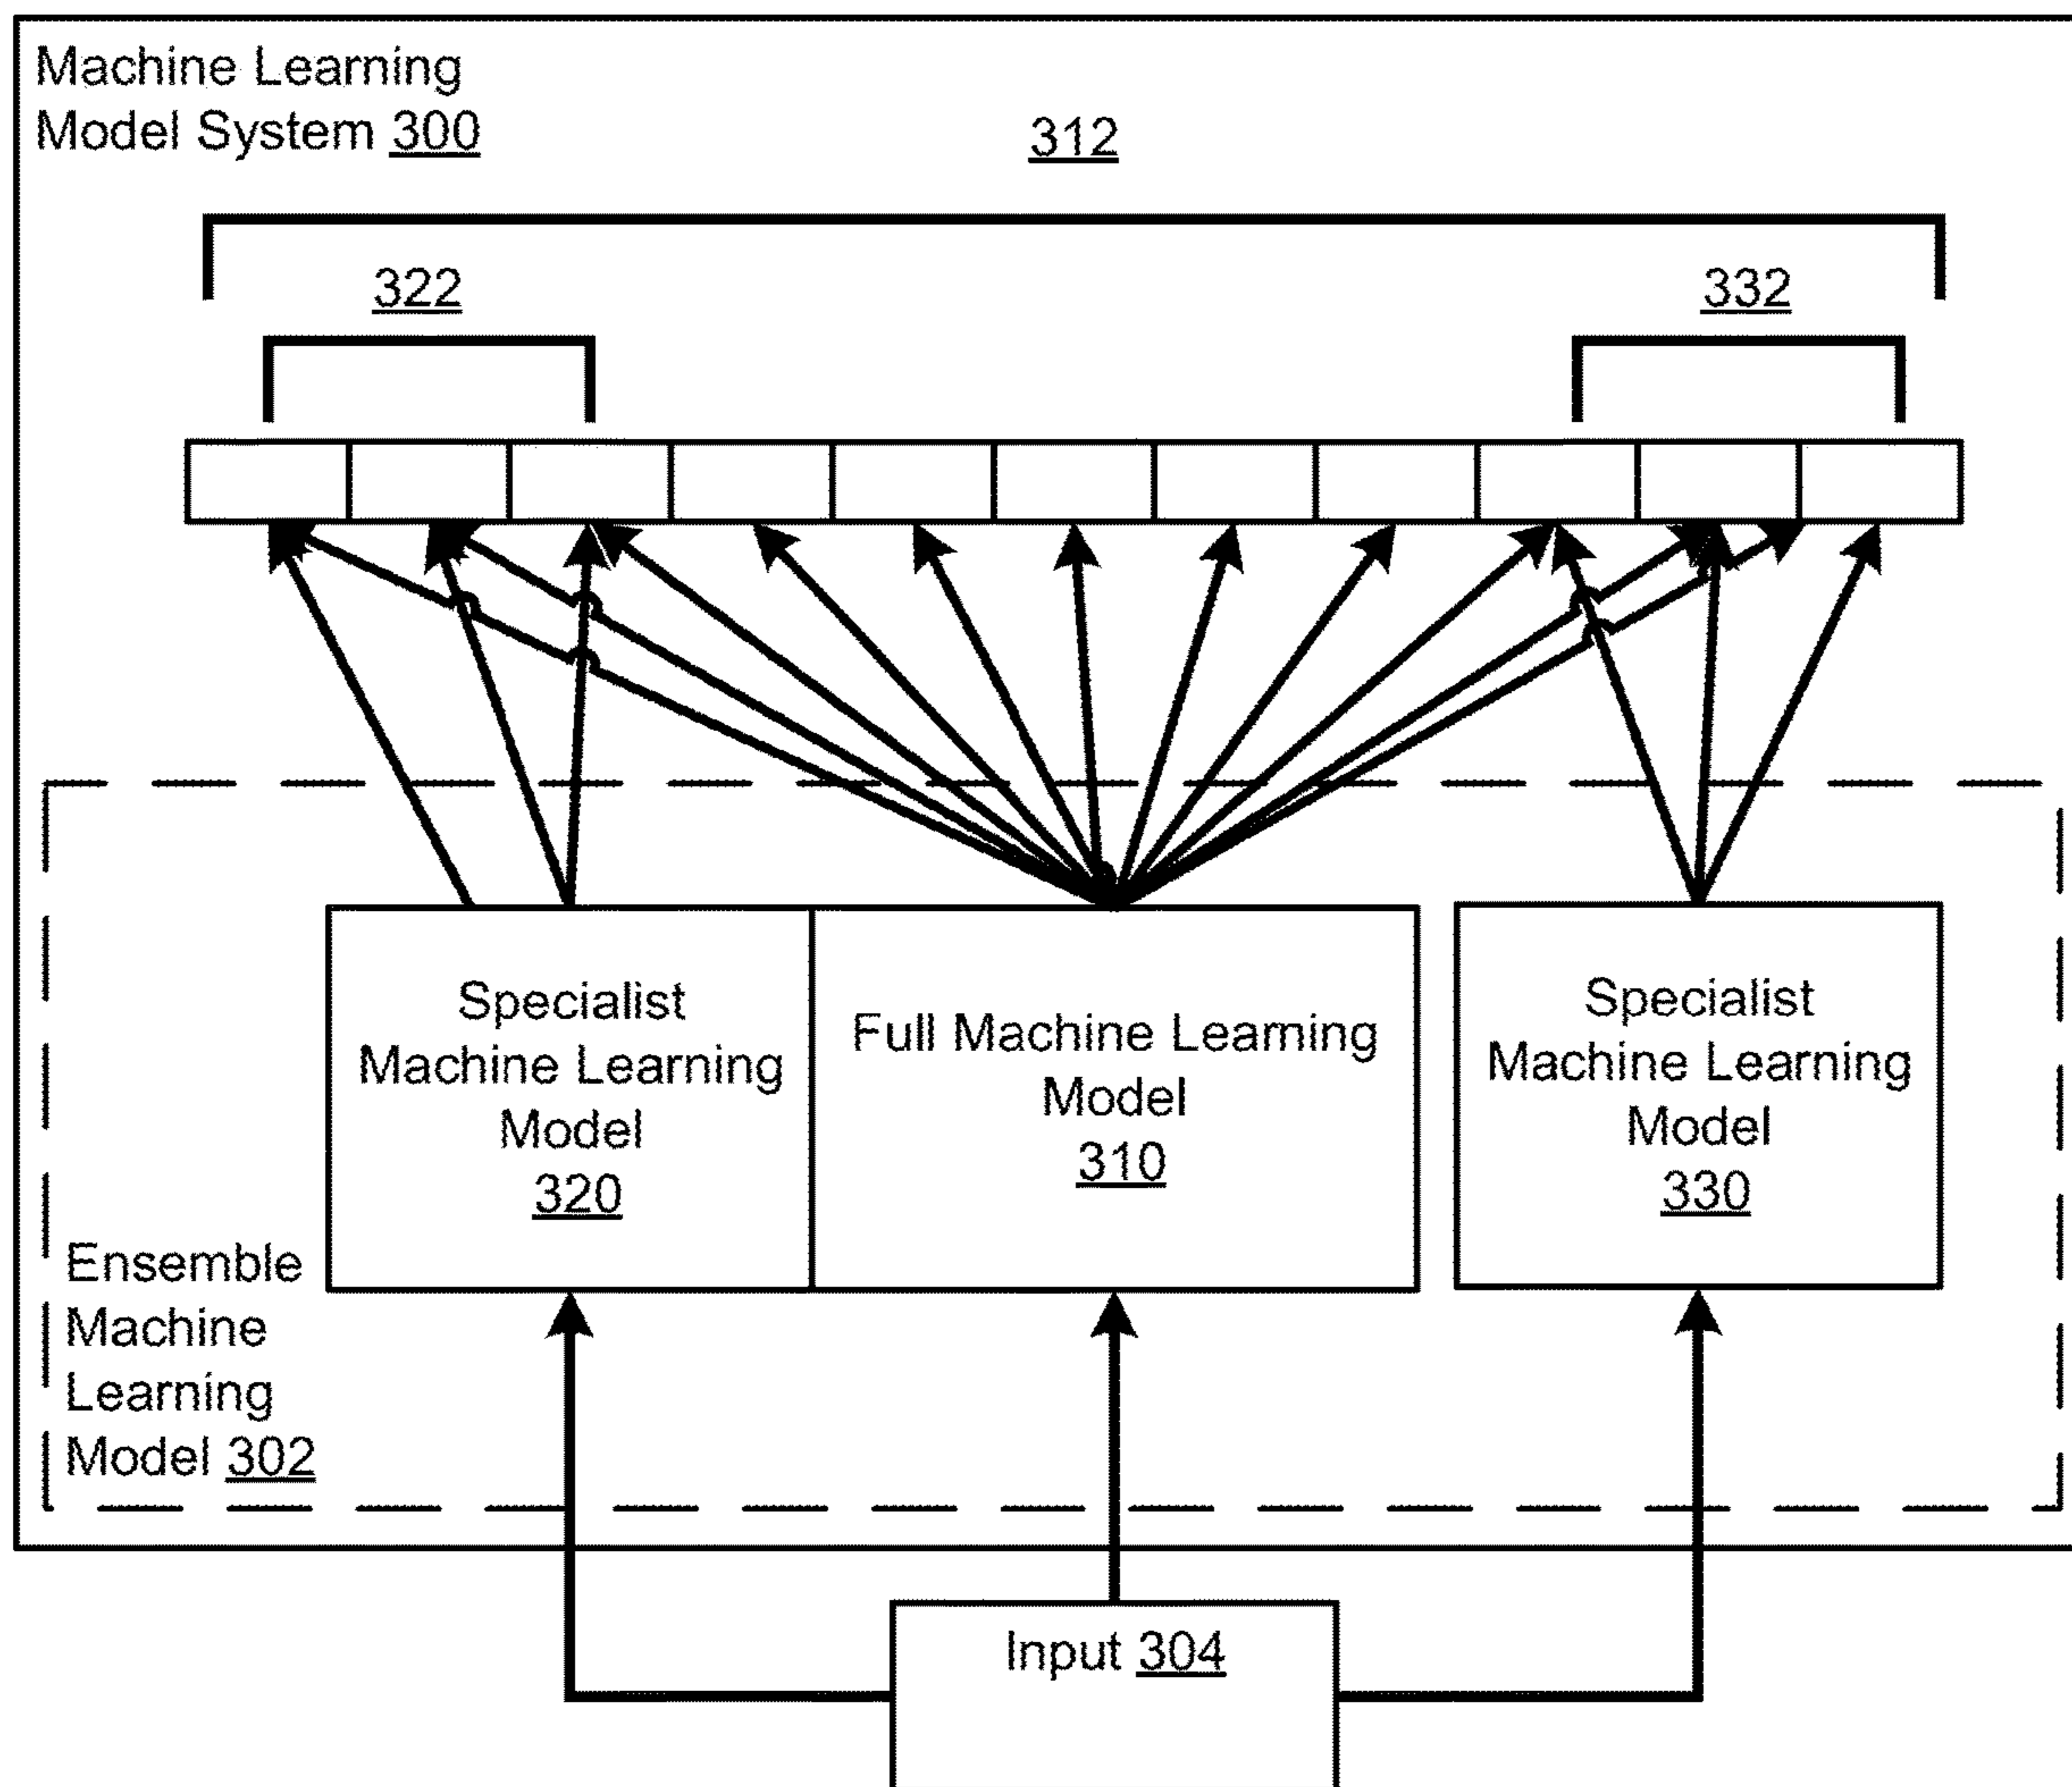 Machine Learning
Model System 300
312
322
332
Specialist
Machine Learning
Model
320
Full Machine Learning
Model
310
Specialist
Machine Learning
Model
330
Ensemble
Machine
Learning
Model 302
Input 304